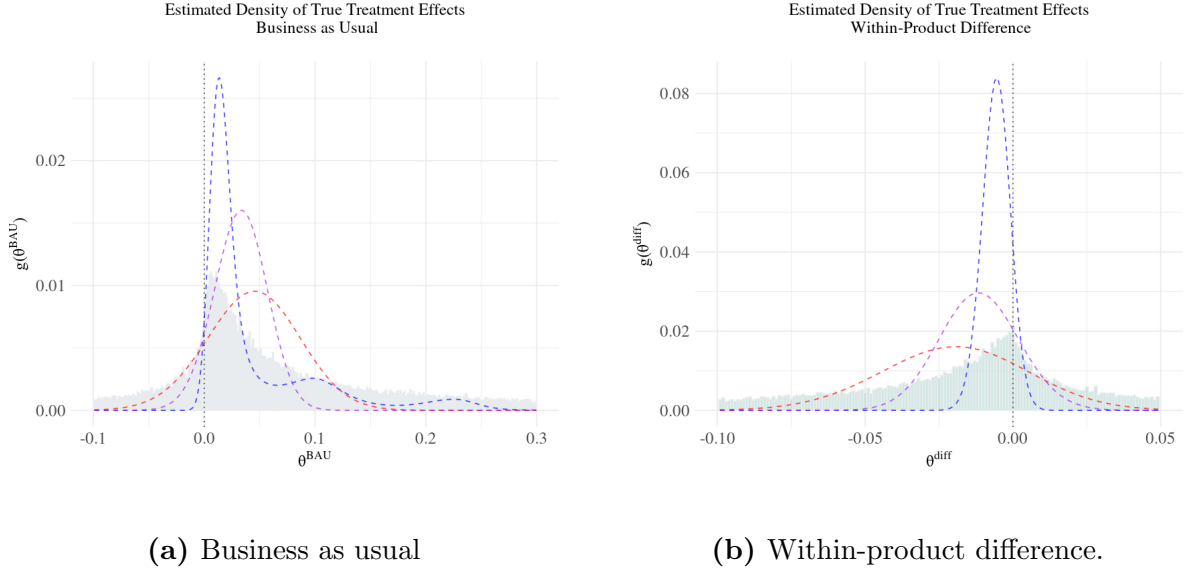 Estimated Density of True Treatment Effects
Business as Usual
g(θ^BAU)
0.02
0.01
0.00
-0.1
0.0
0.1
0.2
0.3
θ^BAU
(a) Business as usual
Estimated Density of True Treatment Effects
Within-Product Difference
g(θ^diff)
0.08
0.06
0.04
0.02
0.00
-0.10
-0.05
0.00
0.05
θ^diff
(b) Within-product difference.